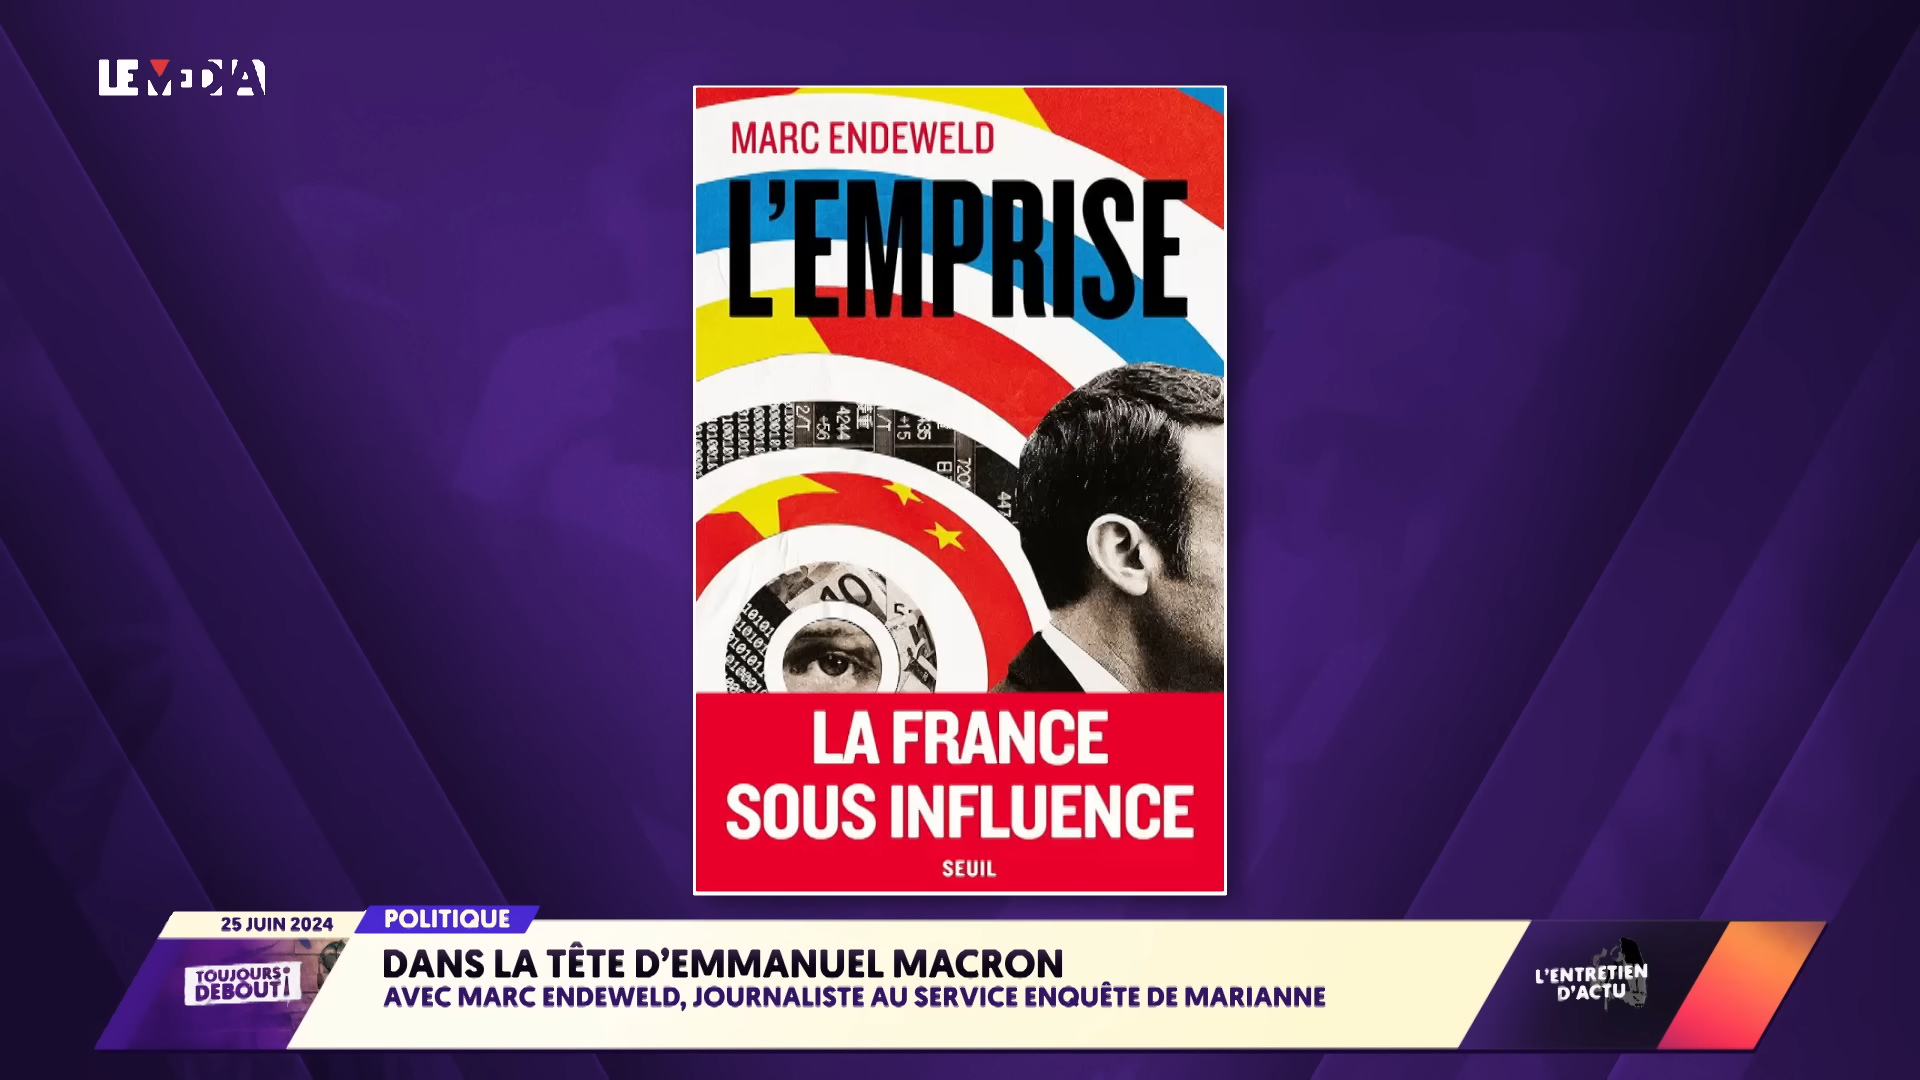 LE MEDIA
MARC ENDEWELD
L'EMPRISE
LA FRANCE
SOUS INFLUENCE
SEUIL
25 JUIN 2024
POLITIQUE
TOUJOURS
DEBOUT!
DANS LA TÊTE D'EMMANUEL MACRON
AVEC MARC ENDEWELD, JOURNALISTE AU SERVICE ENQUÊTE DE MARIANNE
L'ENTRETIEN
D'ACTU